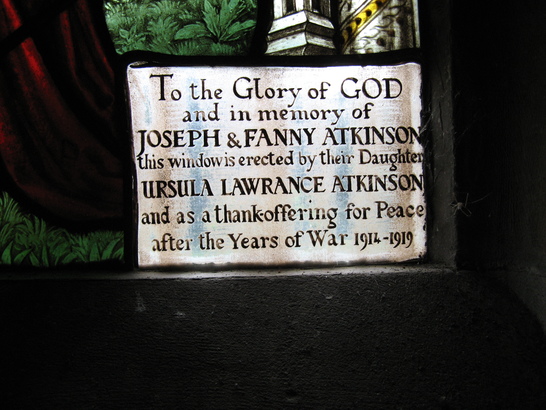 To the Glory of GOD
and in memory of
JOSEPH & FANNY ATKINSON
this window is erected by their Daughter
URSULA LAWRANCE ATKINSON
and as a thank-offering for Peace
after the Years of War 1914-1919